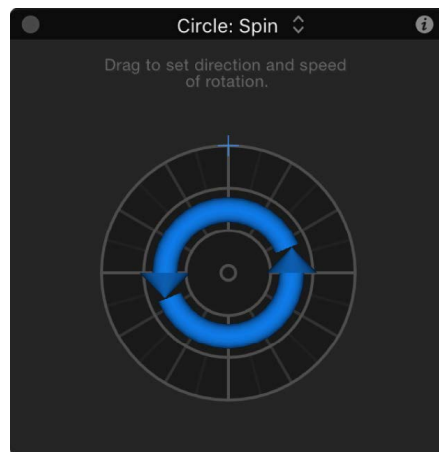 Circle: Spin
Drag to set direction and speed
of rotation.